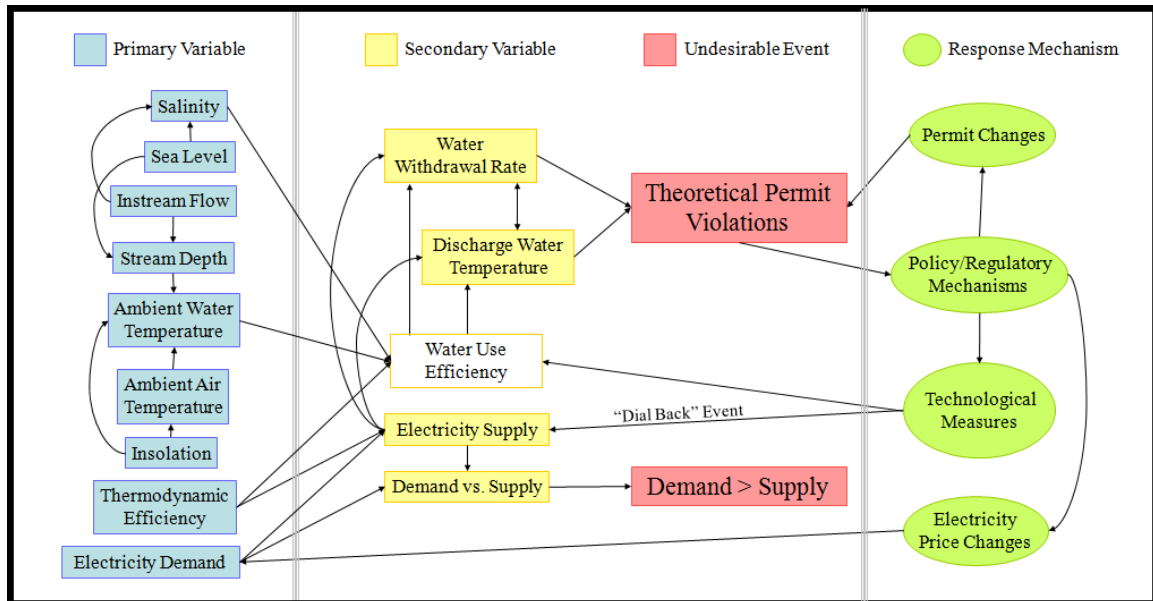 Primary Variable
Secondary Variable
Undesirable Event
Response Mechanism
Salinity
Sea Level
Instream Flow
Stream Depth
Ambient Water
Temperature
Ambient Air
Temperature
Insolation
Thermodynamic
Efficiency
Electricity Demand
Water
Withdrawal Rate
Discharge Water
Temperature
Water Use
Efficiency
Electricity Supply
Demand vs. Supply
"Dial Back" Event
Theoretical Permit
Violations
Demand > Supply
Permit Changes
Policy/Regulatory
Mechanisms
Technological
Measures
Electricity
Price Changes